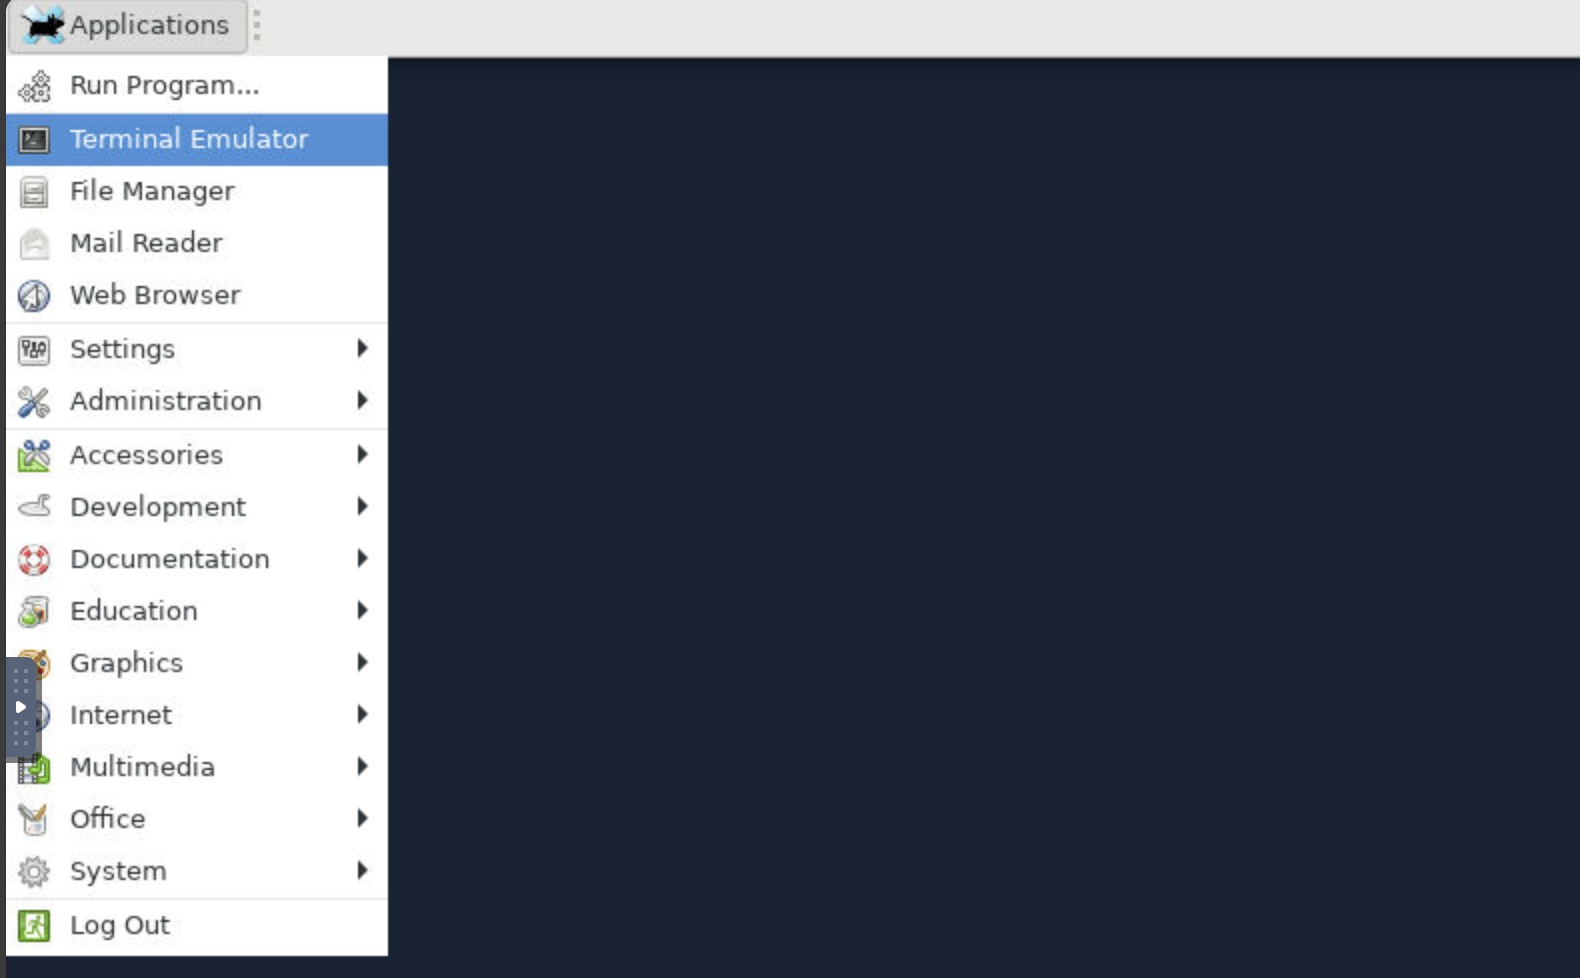 Applications
Run Program...
Terminal Emulator
File Manager
Mail Reader
Web Browser
Settings
Administration
Accessories
Development
Documentation
Education
Graphics
Internet
Multimedia
Office
System
Log Out